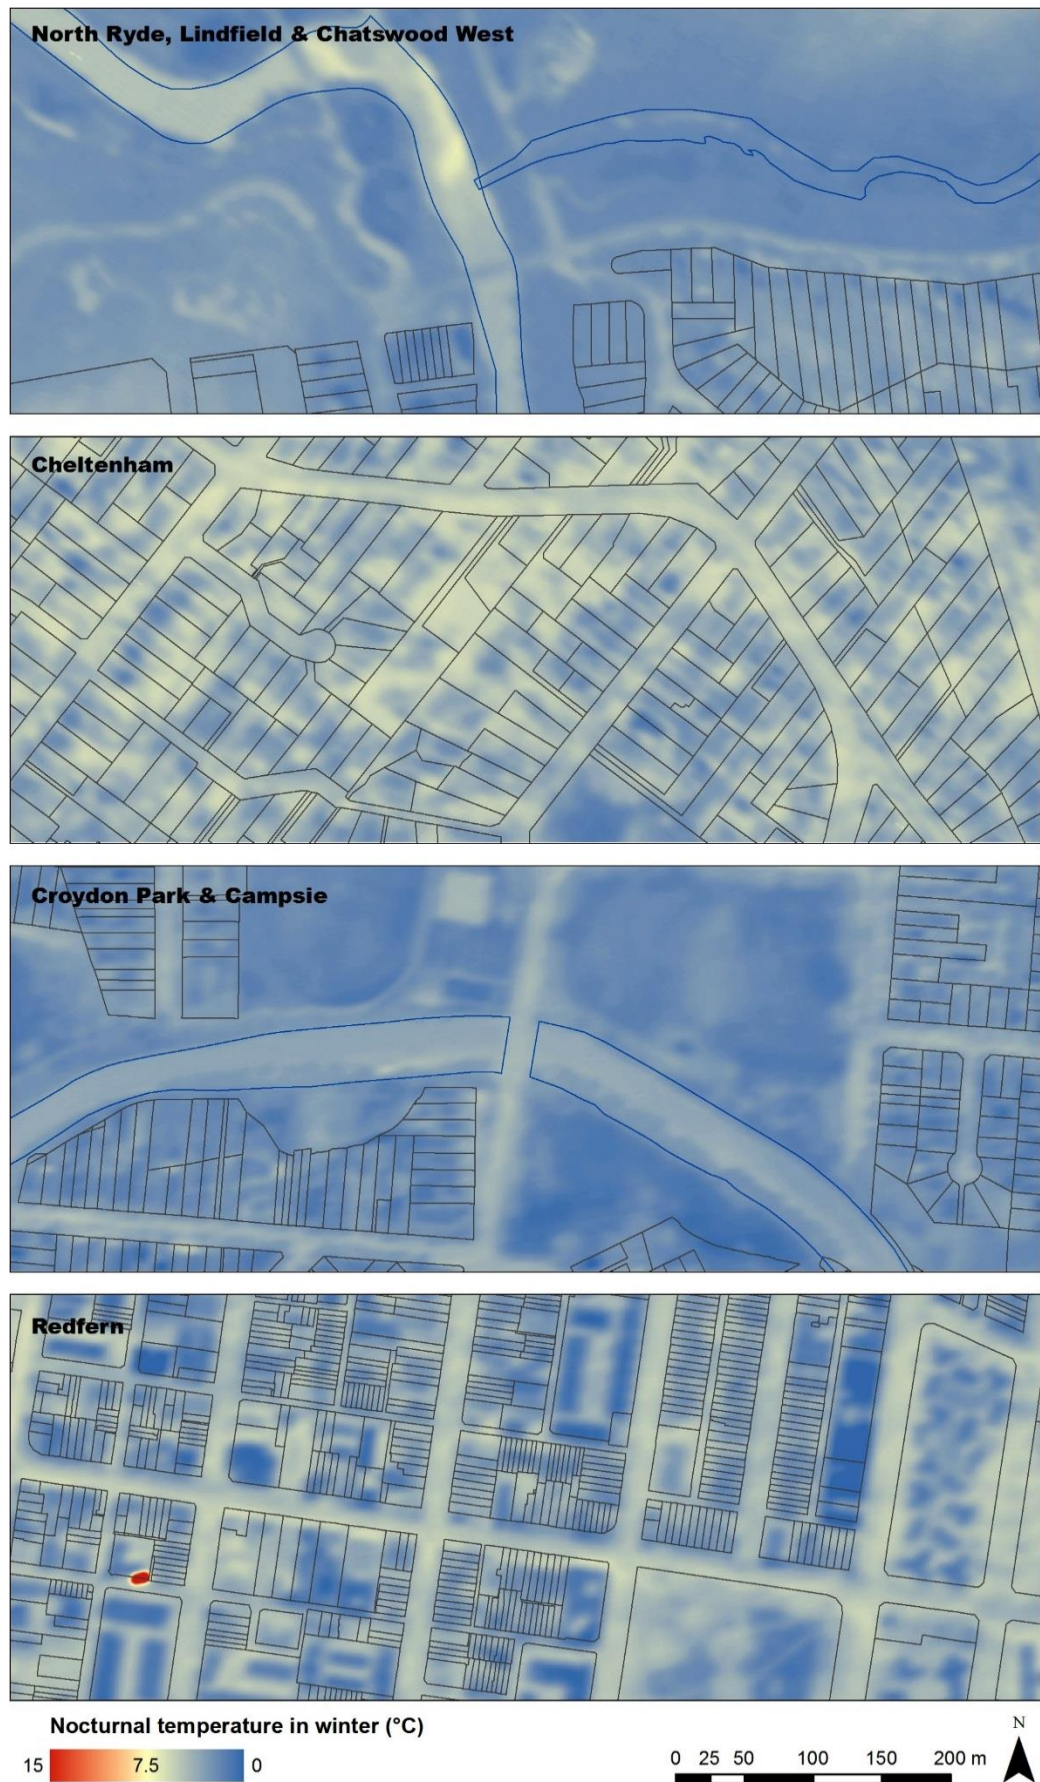 North Ryde, Lindfield & Chatswood West
Cheltenham
Croydon Park & Campsie
Redfern
Nocturnal temperature in winter (°C)
15 7.5 0
0 25 50 100 150 200 m
N